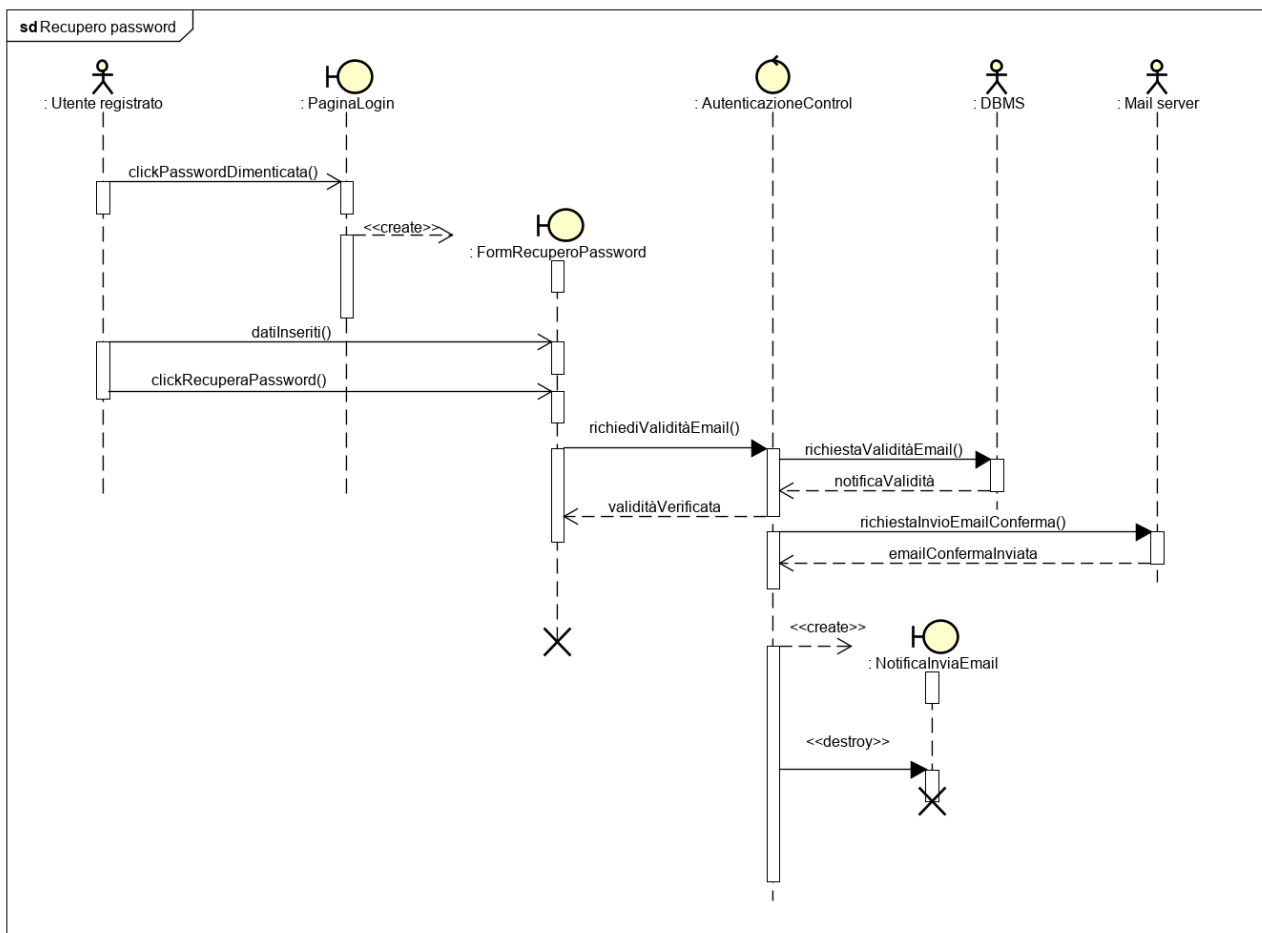 sd Recupero password
: Utente registrato
: PaginaLogin
: AutenticazioneControl
: DBMS
: Mail server
clickPasswordDimenticata()
<<create>>
: FormRecuperoPassword
datiInseriti()
clickRecuperaPassword()
richiediValiditàEmail()
richiestaValiditàEmail()
notificaValidità
validitàVerificata
richiestaInvioEmailConferma()
emailConfermaInviata
<<create>>
: NotificaInviaEmail
<<destroy>>